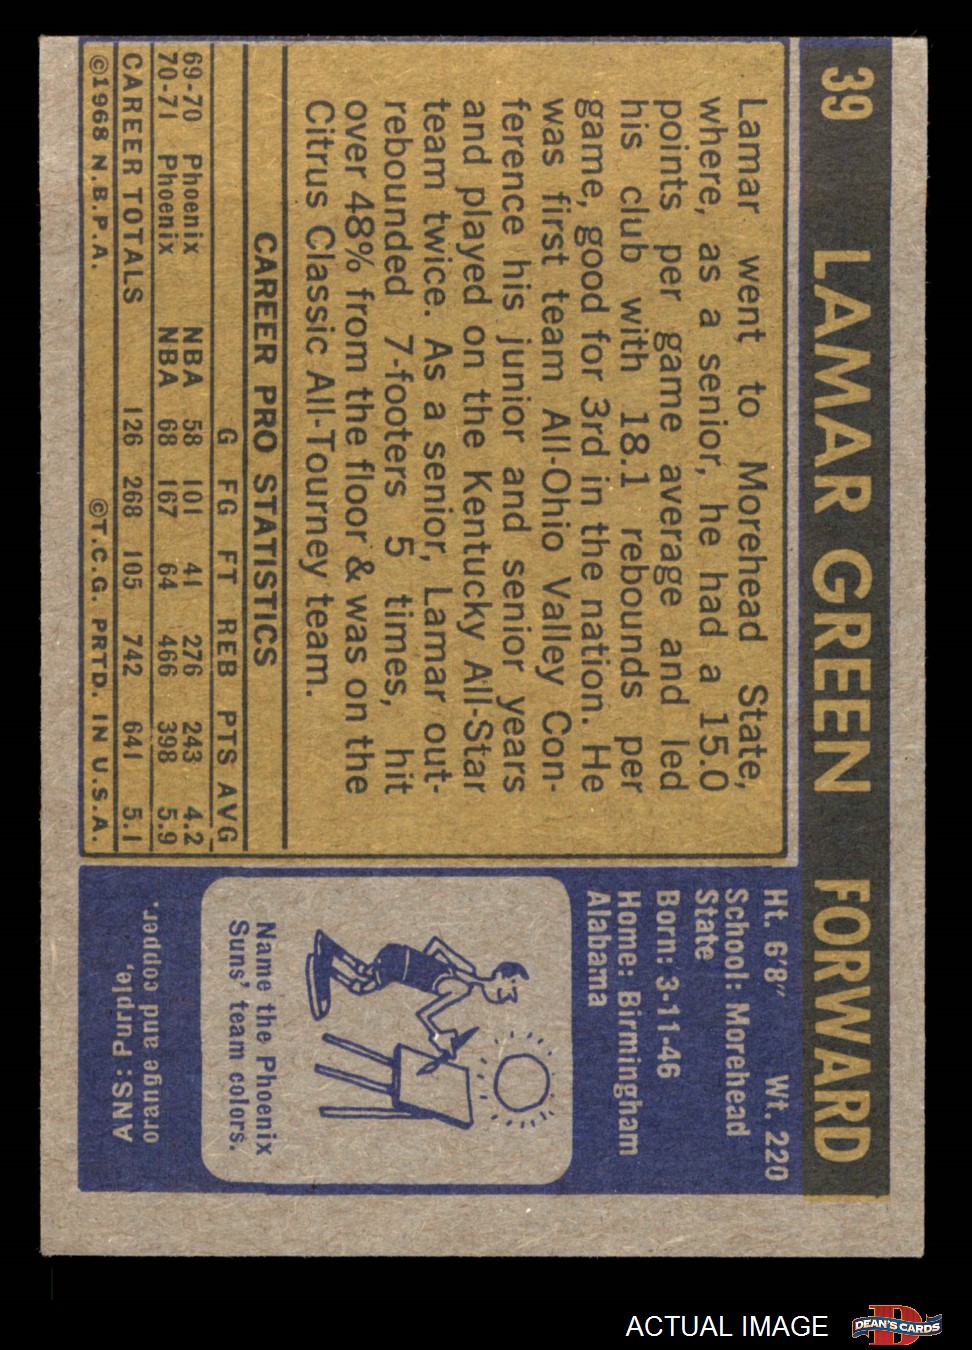 39 LAMAR GREEN FORWARD
Lamar went to Morehead State,
where, as a senior, he had a 15.0
points per game average and led
his club with 18.1 rebounds per
game, good for 3rd in the nation. He
was first team All-Ohio Valley Con-
ference his junior and senior years
and played on the Kentucky All-Star
team twice. As a senior, Lamar out-
rebounded 7-footers 5 times, hit
over 48% from the floor & was on the
Citrus Classic All-Tourney team.
CAREER PRO STATISTICS
G FG FT REB PTS AVG
69-70 Phoenix NBA 58 101 41 276 243 4.2
70-71 Phoenix NBA 68 167 64 466 398 5.9
CAREER TOTALS 126 268 105 742 641 5.1
©1968 N.B.P.A. ©T.C.G. PRTD. IN U.S.A.
Ht. 6'8" Wt. 220
School: Morehead
State
Born: 3-11-46
Home: Birmingham
Alabama
Name the Phoenix
Suns' team colors.
ANS: Purple,
orange and copper.
ACTUAL IMAGE
D
DEAN'S CARDS